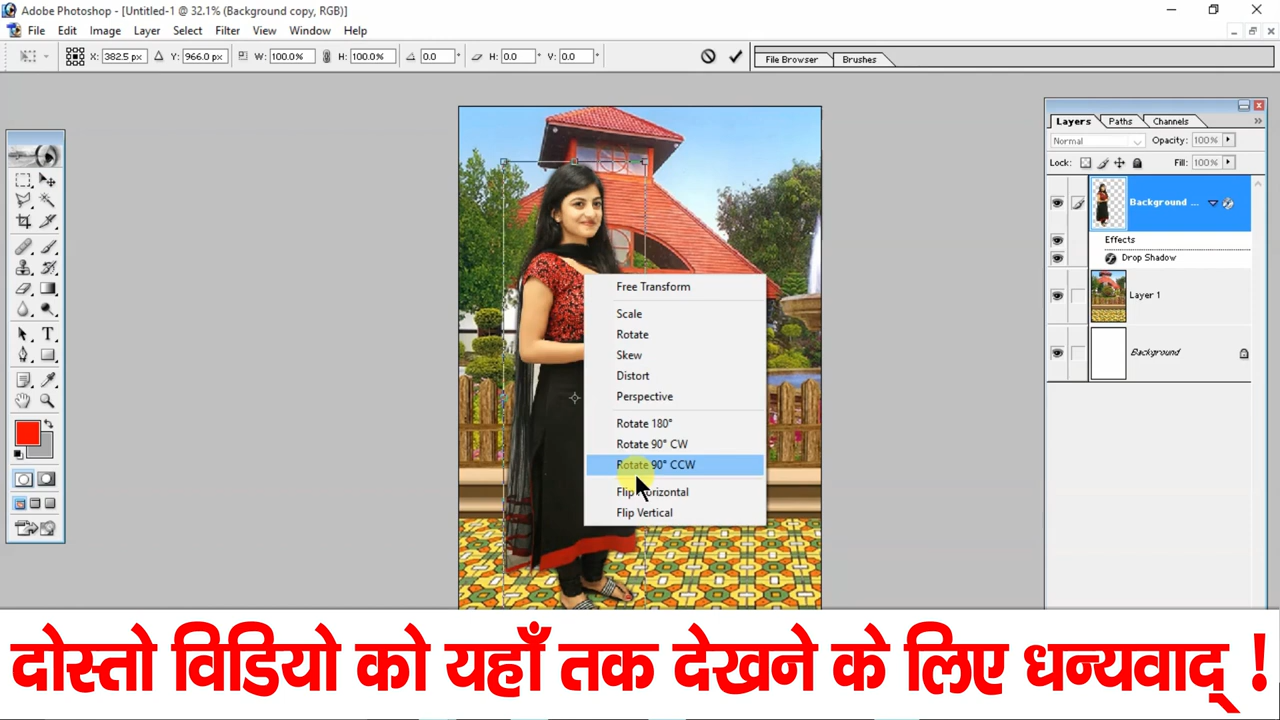 Adobe Photoshop - [Untitled-1 @ 32.1% (Background copy, RGB)]
File Edit Image Layer Select Filter View Window Help
X: 382.5 px Y: 966.0 px W: 100.0% H: 100.0% 0.0 ° H: 0.0 ° V: 0.0 °
File Browser Brushes
Layers Paths Channels
Normal Opacity: 100%
Lock: Fill: 100%
Background ...
Effects
Drop Shadow
Layer 1
Background
Free Transform
Scale
Rotate
Skew
Distort
Perspective
Rotate 180°
Rotate 90° CW
Rotate 90° CCW
Flip Horizontal
Flip Vertical
दोस्तो विडियो को यहाँ तक देखने के लिए धन्यवाद् !